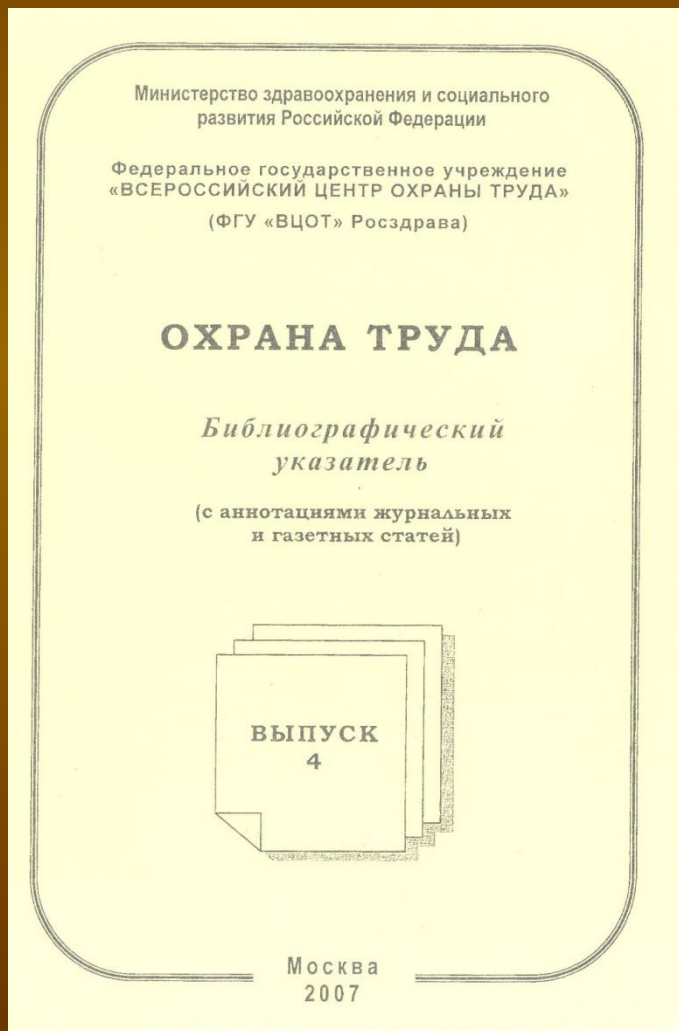 Министерство здравоохранения и социального
развития Российской Федерации
Федеральное государственное учреждение
«ВСЕРОССИЙСКИЙ ЦЕНТР ОХРАНЫ ТРУДА»
(ФГУ «ВЦОТ» Росздрава)
ОХРАНА ТРУДА
Библиографический
указатель
(с аннотациями журнальных
и газетных статей)
ВЫПУСК
4
Москва
2007